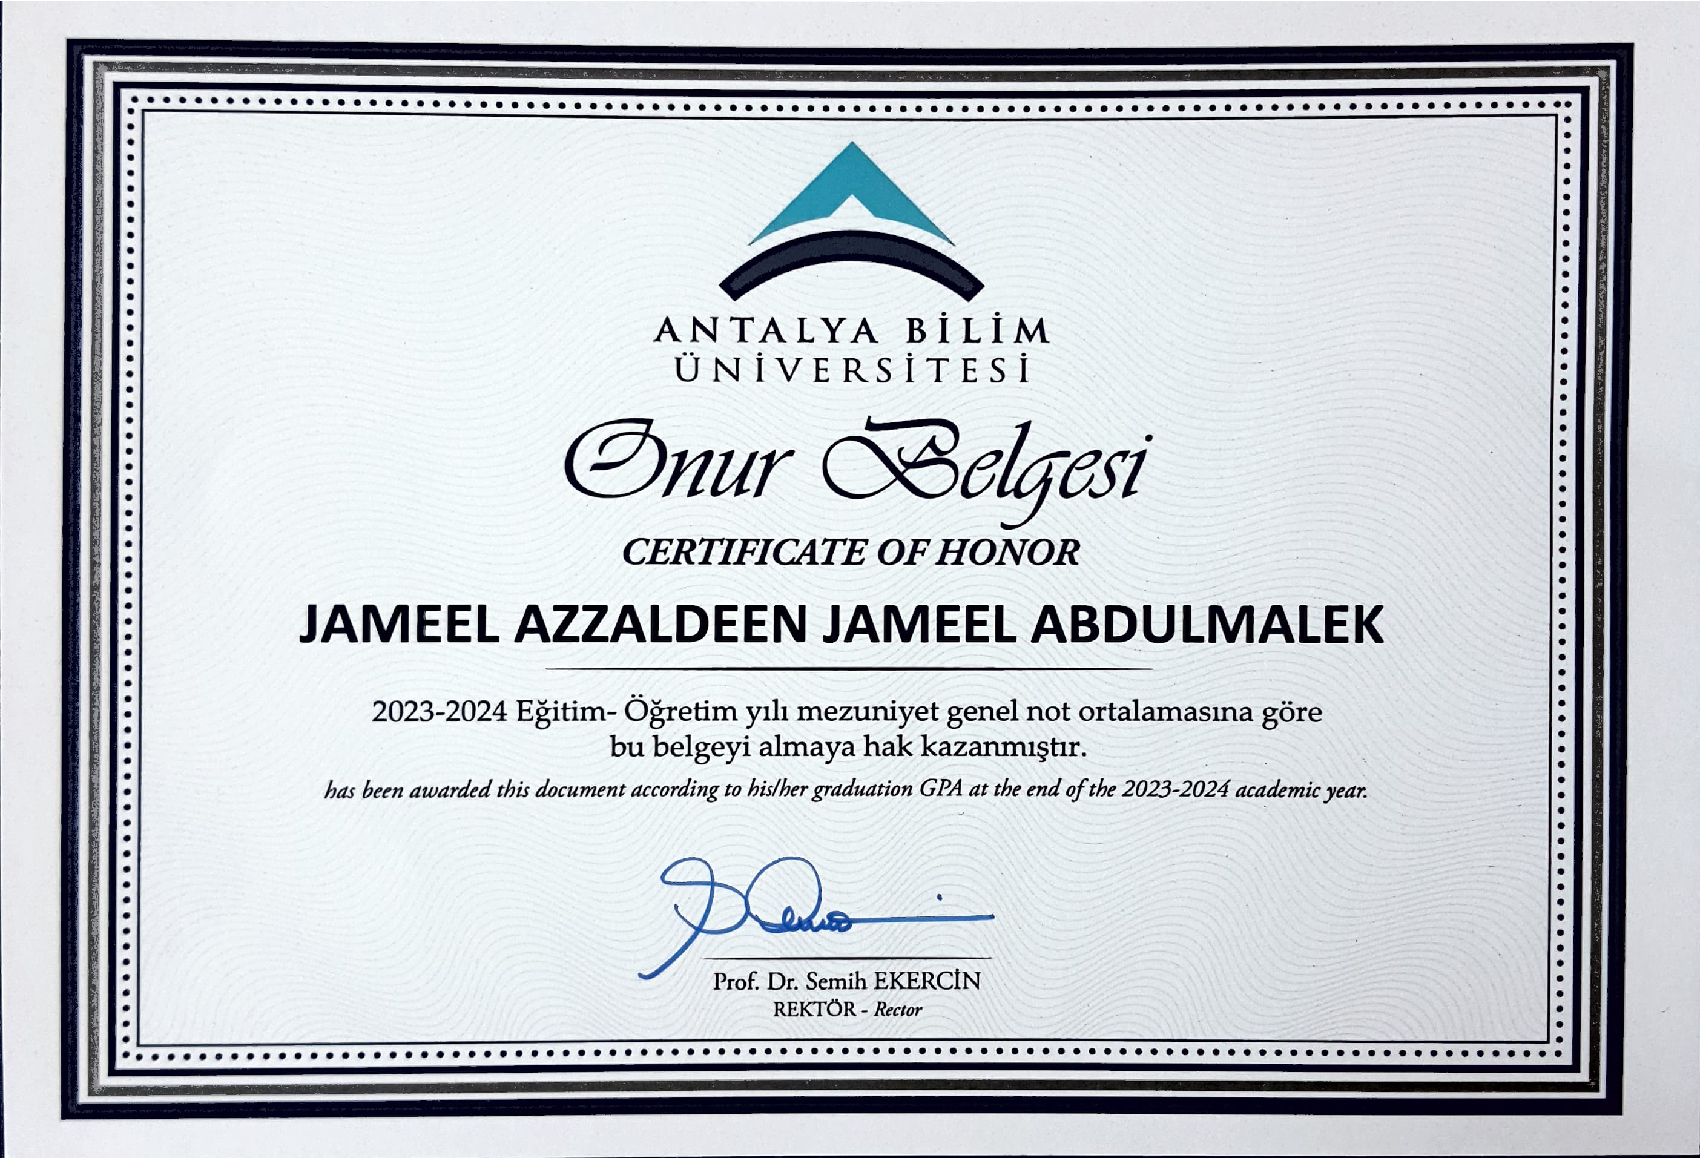 ANTALYA BİLİM
ÜNİVERSİTESİ
Onur Belgesi
CERTIFICATE OF HONOR
JAMEEL AZZALDEEN JAMEEL ABDULMALEK
2023-2024 Eğitim- Öğretim yılı mezuniyet genel not ortalamasına göre
bu belgeyi almaya hak kazanmıştır.
has been awarded this document according to his/her graduation GPA at the end of the 2023-2024 academic year.
Prof. Dr. Semih EKERCİN
REKTÖR - Rector